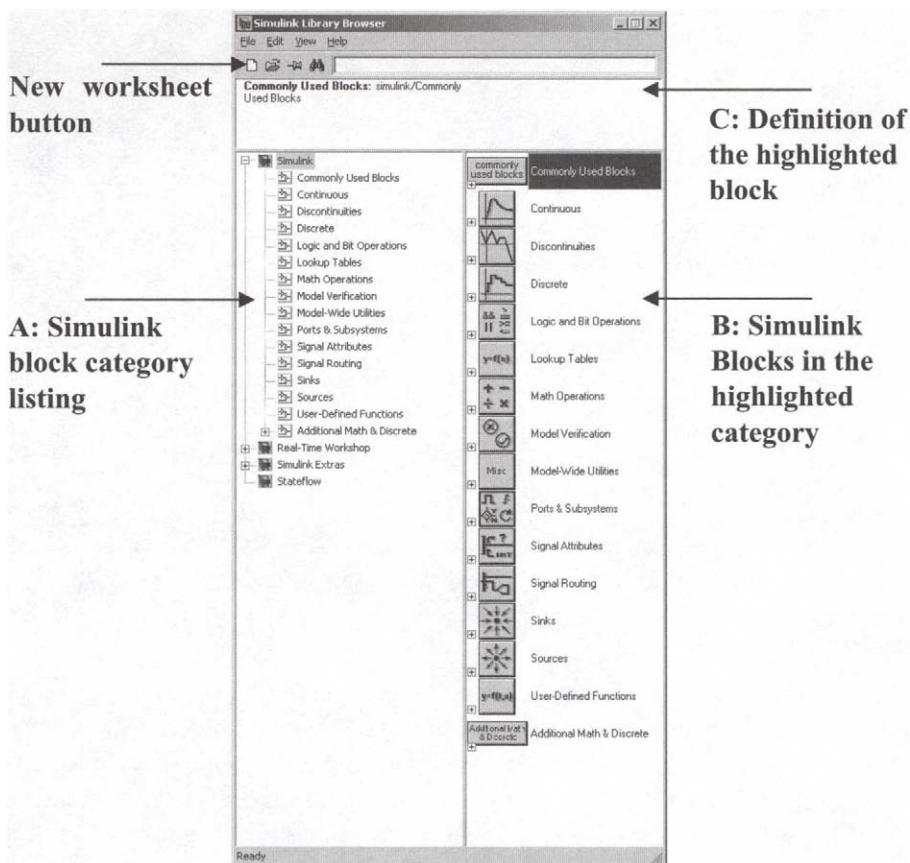 Simulink Library Browser
File Edit View Help
New worksheet
button
Commonly Used Blocks: simulink/Commonly
Used Blocks
C: Definition of
the highlighted
block
Simulink
Commonly Used Blocks
Continuous
Discontinuities
Discrete
Logic and Bit Operations
Lookup Tables
Math Operations
Model Verification
Model-Wide Utilities
Ports & Subsystems
Signal Attributes
Signal Routing
Sinks
Sources
User-Defined Functions
Additional Math & Discrete
Real-Time Workshop
Simulink Extras
Stateflow
A: Simulink
block category
listing
commonly
used blocks
Commonly Used Blocks
Continuous
Discontinuities
Discrete
Logic and Bit Operations
y=f(u)
Lookup Tables
+ −
÷ ×
Math Operations
Model Verification
Misc
Model-Wide Utilities
Ports & Subsystems
Signal Attributes
Signal Routing
Sinks
Sources
y=f(t,u)
User-Defined Functions
Additional Math
& Discrete
Additional Math & Discrete
B: Simulink
Blocks in the
highlighted
category
Ready